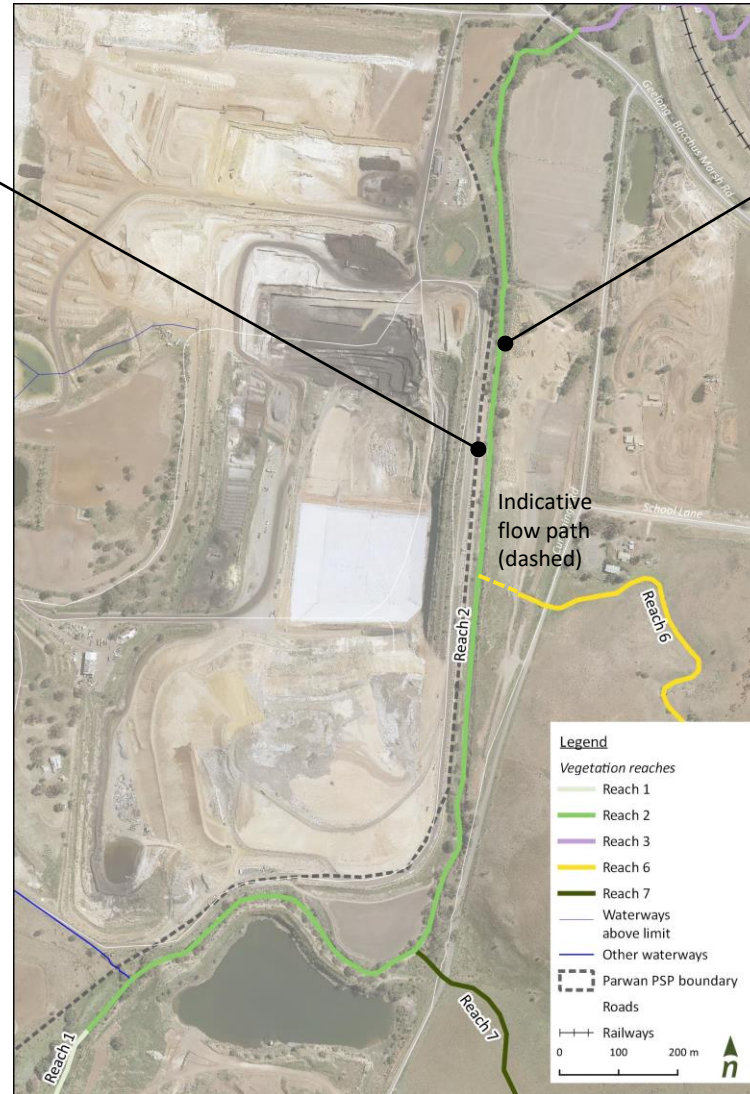 Geelong - Bacchus Marsh Rd
Indicative
flow path
(dashed)
School Lane
Reach 6
Reach 2
Reach 7
Reach 1
Legend
Vegetation reaches
Reach 1
Reach 2
Reach 3
Reach 6
Reach 7
Waterways
above limit
Other waterways
Parwan PSP boundary
Roads
Railways
0 100 200 m
n